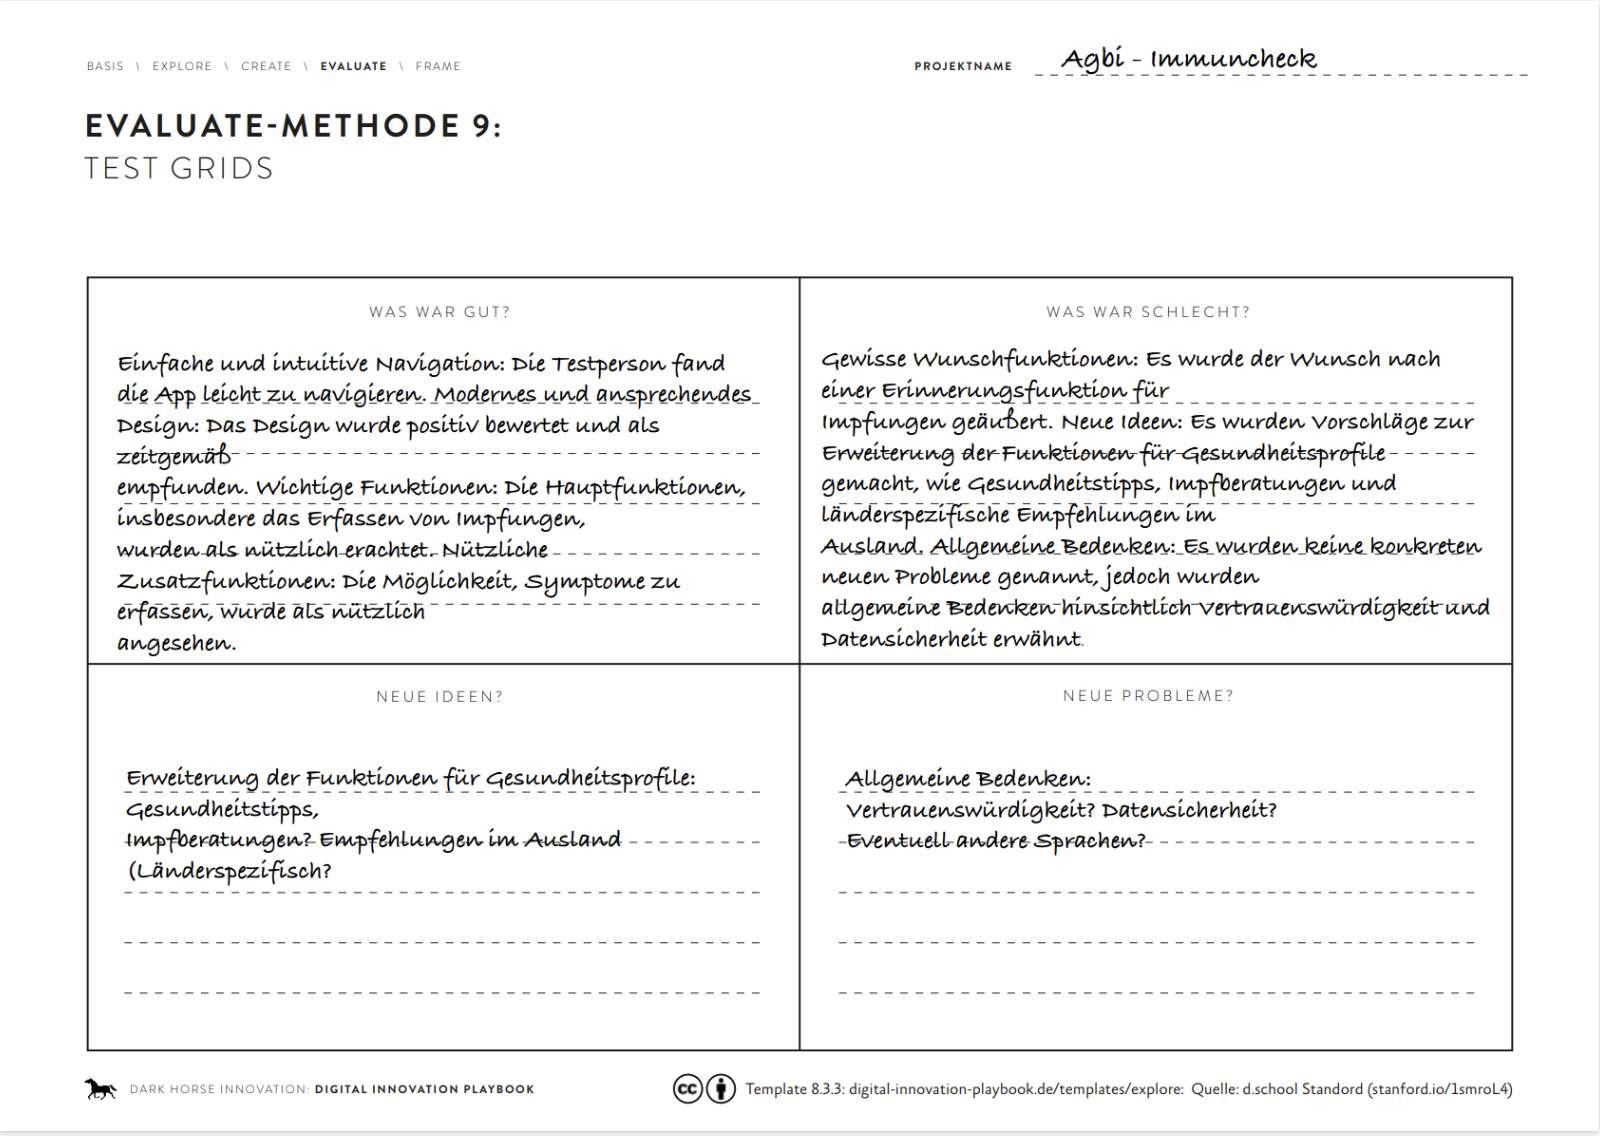 BASIS \ EXPLORE \ CREATE \ EVALUATE \ FRAME
PROJEKTNAME Agbi - Immuncheck
EVALUATE-METHODE 9:
TEST GRIDS
WAS WAR GUT?
Einfache und intuitive Navigation: Die Testperson fand
die App leicht zu navigieren. Modernes und ansprechendes
Design: Das Design wurde positiv bewertet und als
zeitgemäß
empfunden. Wichtige Funktionen: Die Hauptfunktionen,
insbesondere das Erfassen von Impfungen,
wurden als nützlich erachtet. Nützliche
Zusatzfunktionen: Die Möglichkeit, Symptome zu
erfassen, wurde als nützlich
angesehen.
WAS WAR SCHLECHT?
Gewisse Wunschfunktionen: Es wurde der Wunsch nach
einer Erinnerungsfunktion für
Impfungen geäußert. Neue Ideen: Es wurden Vorschläge zur
Erweiterung der Funktionen für Gesundheitsprofile
gemacht, wie Gesundheitstipps, Impfberatungen und
länderspezifische Empfehlungen im
Ausland. Allgemeine Bedenken: Es wurden keine konkreten
neuen Probleme genannt, jedoch wurden
allgemeine Bedenken hinsichtlich Vertrauenswürdigkeit und
Datensicherheit erwähnt.
NEUE IDEEN?
Erweiterung der Funktionen für Gesundheitsprofile:
Gesundheitstipps,
Impfberatungen? Empfehlungen im Ausland
(Länderspezifisch?
NEUE PROBLEME?
Allgemeine Bedenken:
Vertrauenswürdigkeit? Datensicherheit?
Eventuell andere Sprachen?
DARK HORSE INNOVATION: DIGITAL INNOVATION PLAYBOOK
cc Template 8.3.3: digital-innovation-playbook.de/templates/explore: Quelle: d.school Standord (stanford.io/1smroL4)